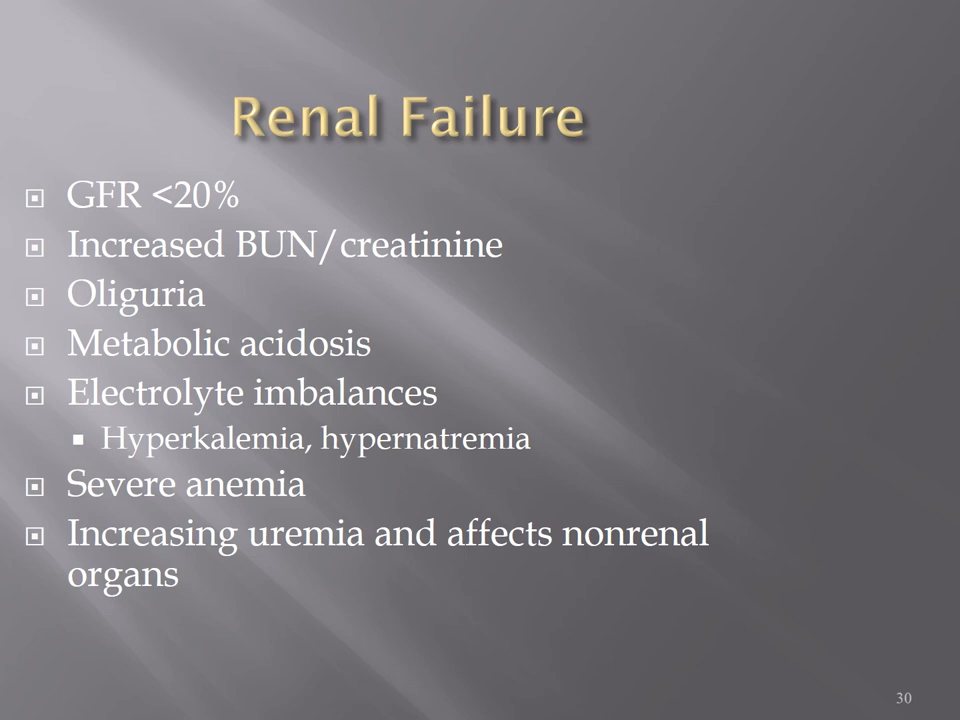 Renal Failure
GFR <20%
Increased BUN/creatinine
Oliguria
Metabolic acidosis
Electrolyte imbalances
Hyperkalemia, hypernatremia
Severe anemia
Increasing uremia and affects nonrenal
organs
30